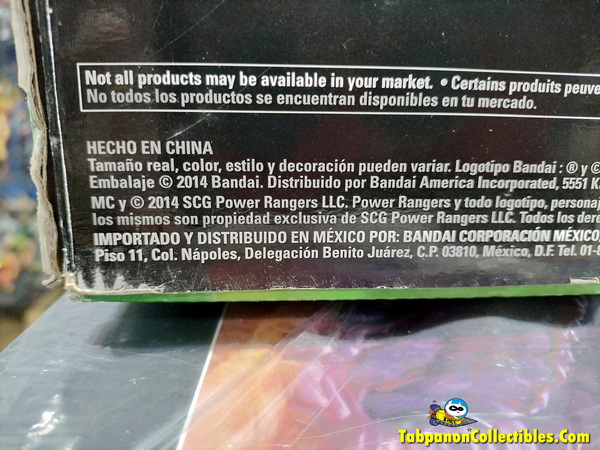 Not all products may be available in your market. • Certains produits peuve
No todos los productos se encuentran disponibles en tu mercado.
HECHO EN CHINA
Tamaño real, color, estilo y decoración pueden variar. Logotipo Bandai : ® y ©
Embalaje © 2014 Bandai. Distribuido por Bandai America Incorporated, 5551 K
MC y © 2014 SCG Power Rangers LLC. Power Rangers y todo logotipo, personaj
los mismos son propiedad exclusiva de SCG Power Rangers LLC. Todos los dere
IMPORTADO Y DISTRIBUIDO EN MÉXICO POR: BANDAI CORPORACIÓN MÉXICO,
Piso 11, Col. Nápoles, Delegación Benito Juárez, C.P. 03810, México, D.F. Tel. 01-8
TabpanonCollectibles.Com